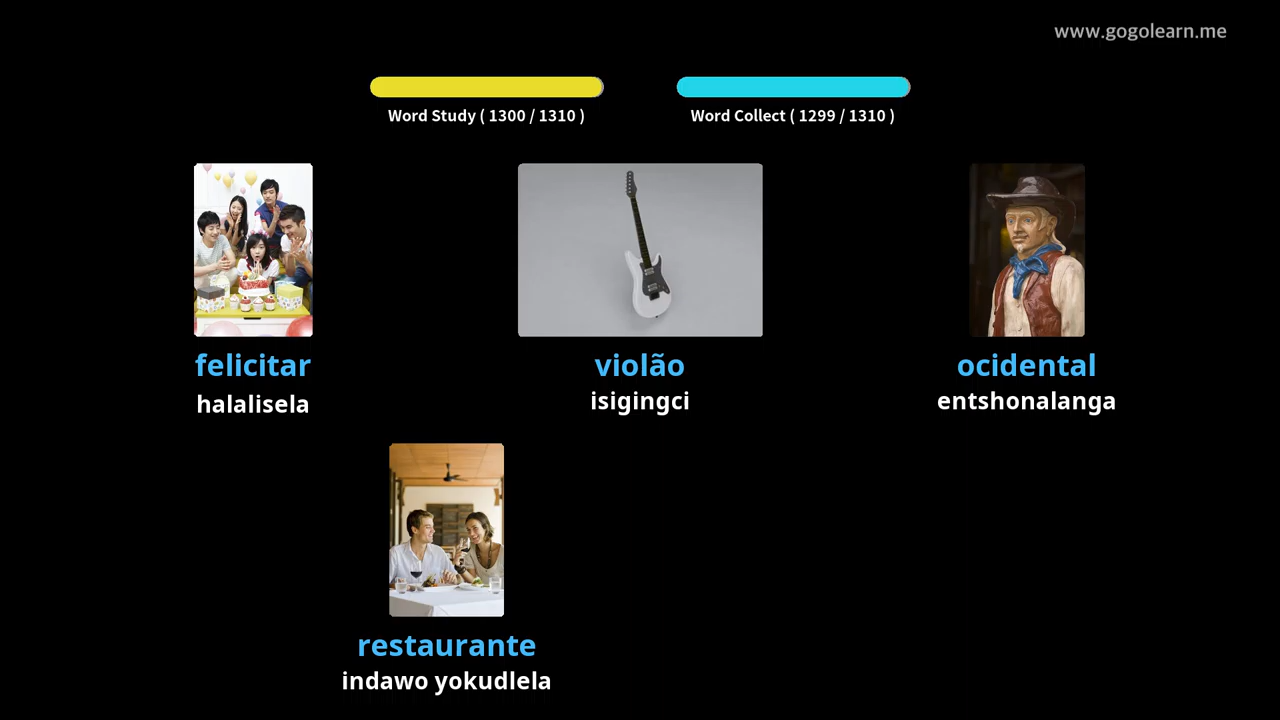 www.gogolearn.me
Word Study ( 1300 / 1310 )
Word Collect ( 1299 / 1310 )
felicitar
halalisela
violão
isigingci
ocidental
entshonalanga
restaurante
indawo yokudlela